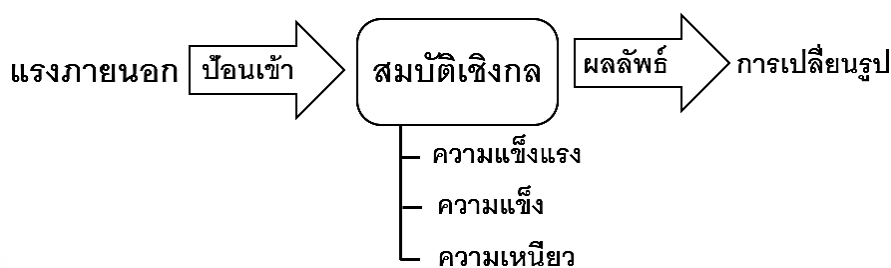 แรงภายนอก ป้อนเข้า สมบัติเชิงกล ผลลัพธ์ การเปลี่ยนรูป
ความแข็งแรง
ความแข็ง
ความเหนียว